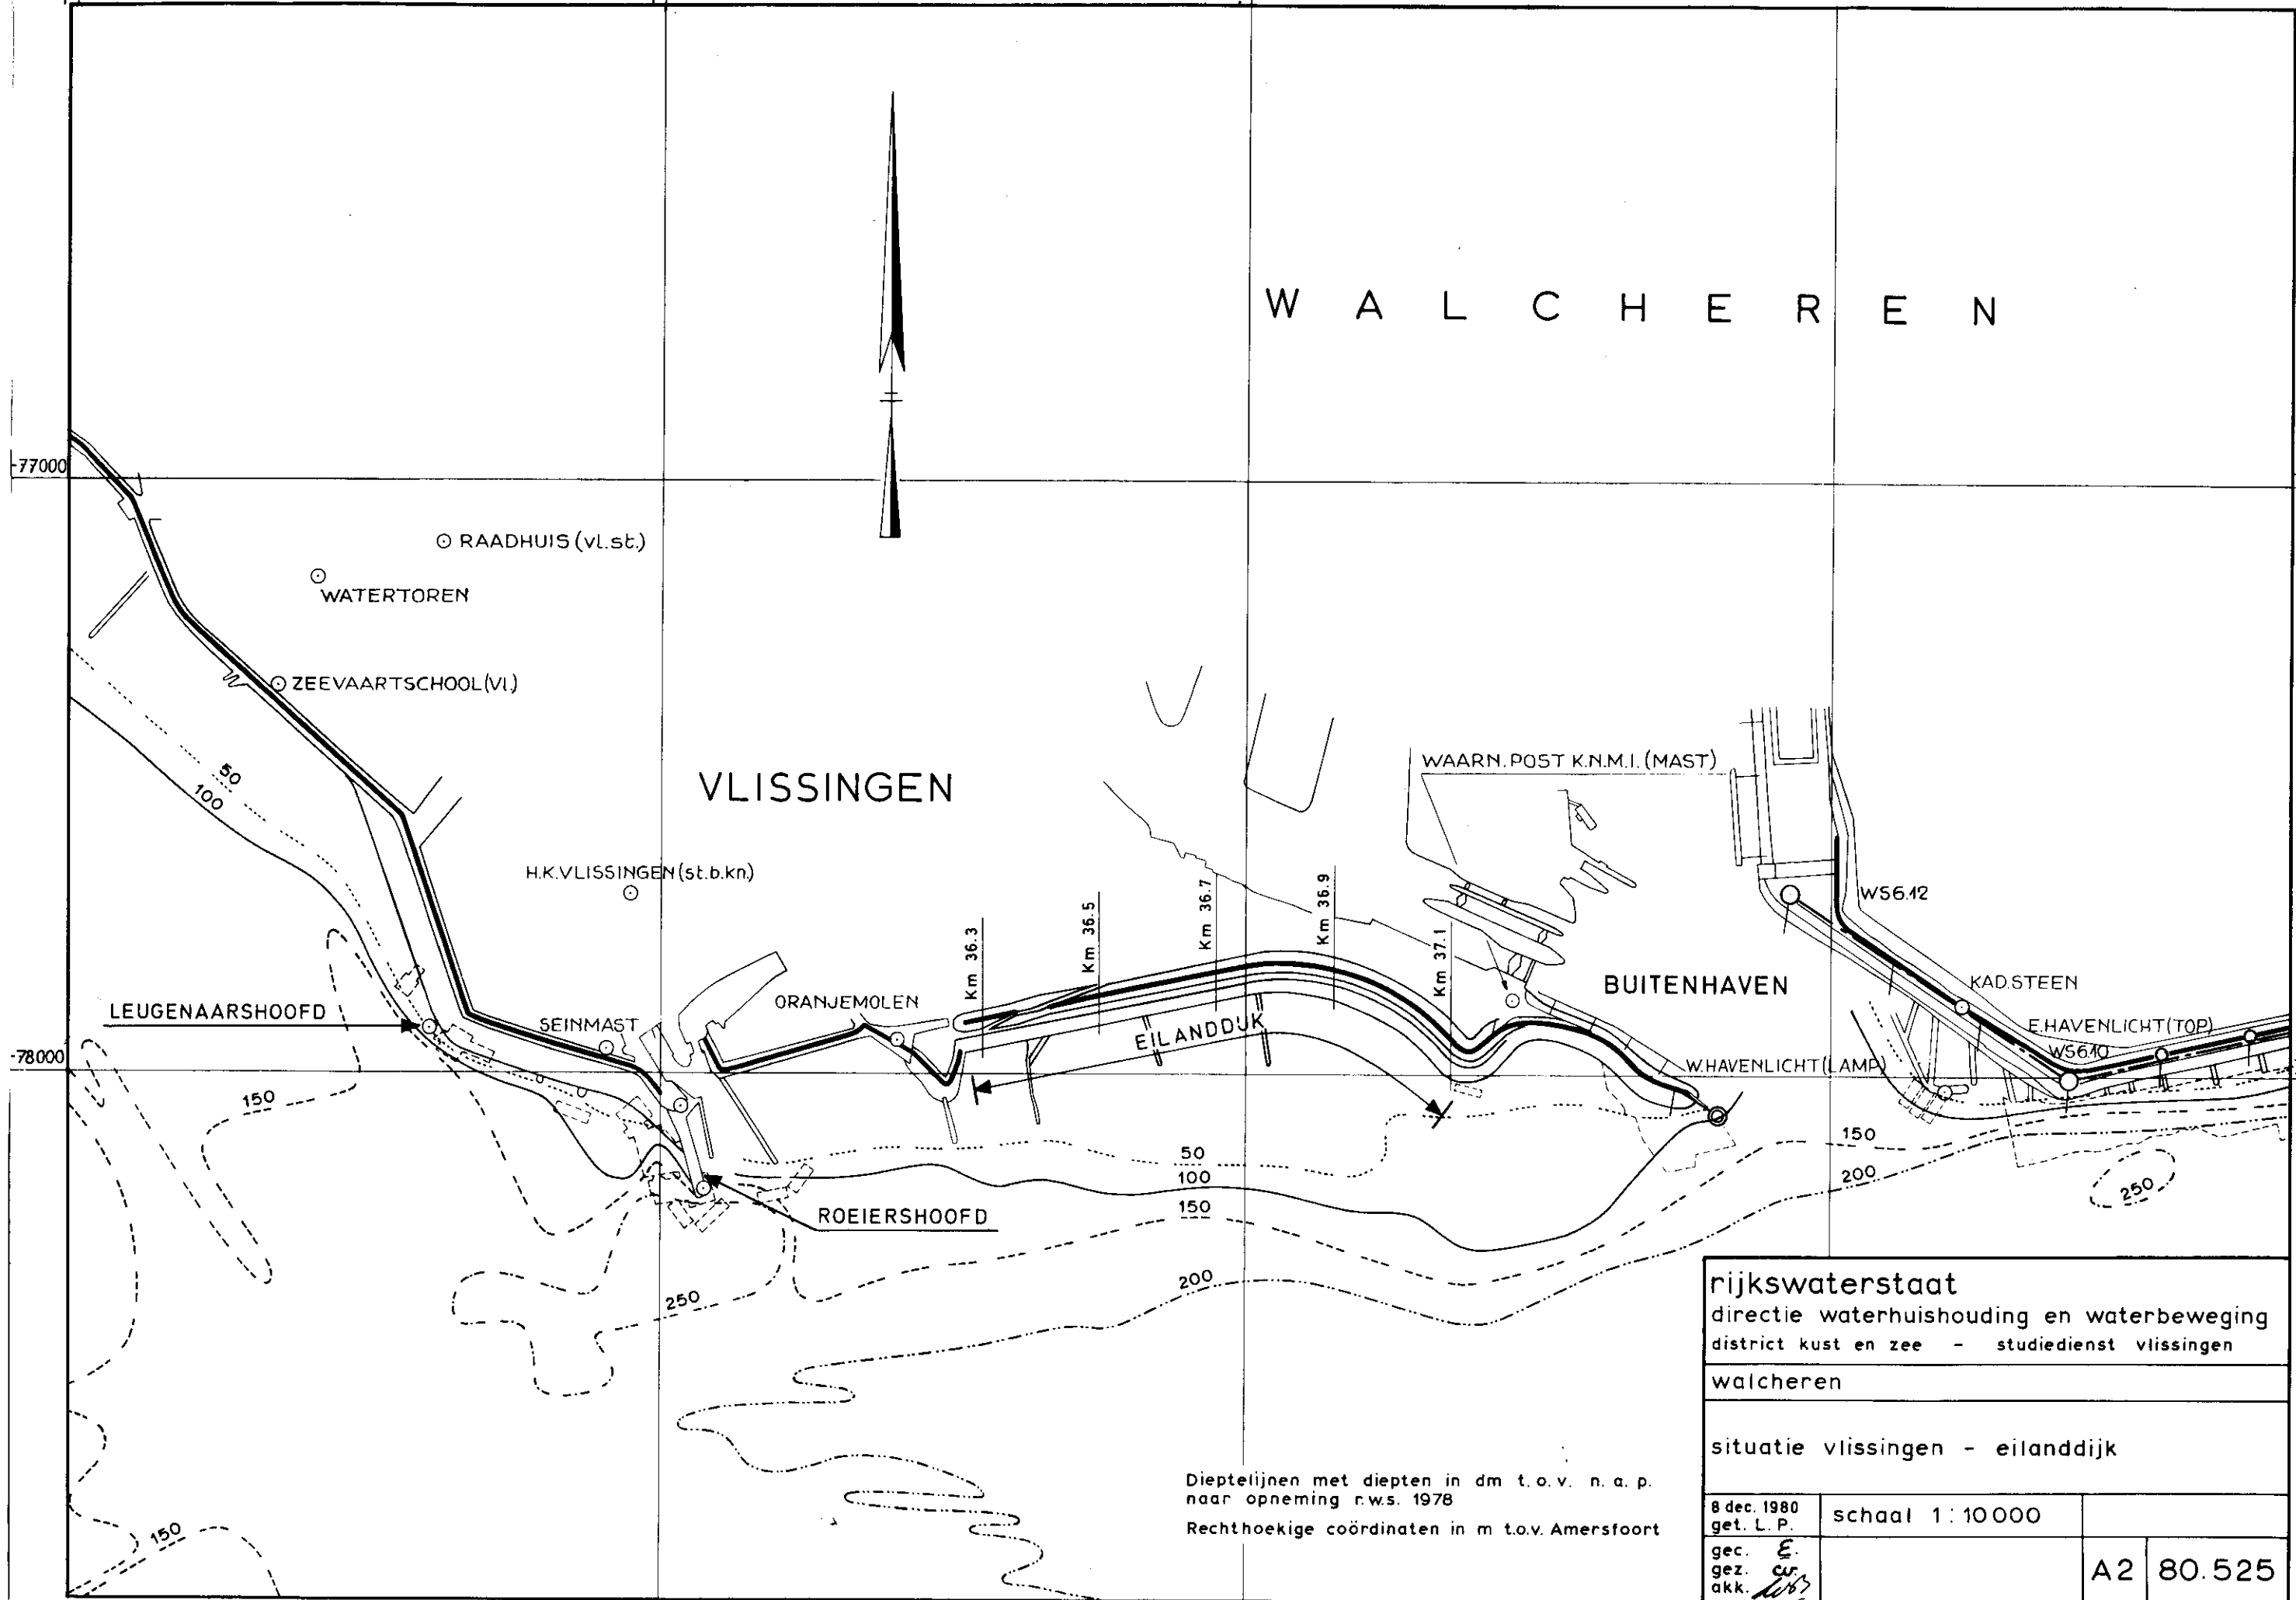 W A L C H E R E N
-77000
RAADHUIS (vl.st.)
WATERTOREN
ZEEVAARTSCHOOL (Vl.)
50
100
VLISSINGEN
WAARN. POST K.N.M.I. (MAST)
H.K.VLISSINGEN (st.b.kn.)
Km 36.3
Km 36.5
Km 36.7
Km 36.9
Km 37.1
WS6.12
BUITENHAVEN
KAD.STEEN
LEUGENAARSHOOFD
SEINMAST
ORANJEMOLEN
EILANDDIJK
E.HAVENLICHT (TOP)
WS6.10
-78000
W.HAVENLICHT (LAMP)
150
50
100
150
200
150
200
250
ROEIERSHOOFD
250
150
Dieptelijnen met diepten in dm t.o.v. n.a.p.
naar opneming r.w.s. 1978
Rechthoekige coördinaten in m t.o.v. Amersfoort
rijkswaterstaat
directie waterhuishouding en waterbeweging
district kust en zee - studiedienst vlissingen
walcheren
situatie vlissingen - eilanddijk
8 dec. 1980
get. L. P.
schaal 1:10000
gec. E.
gez.
akk.
A2 80.525